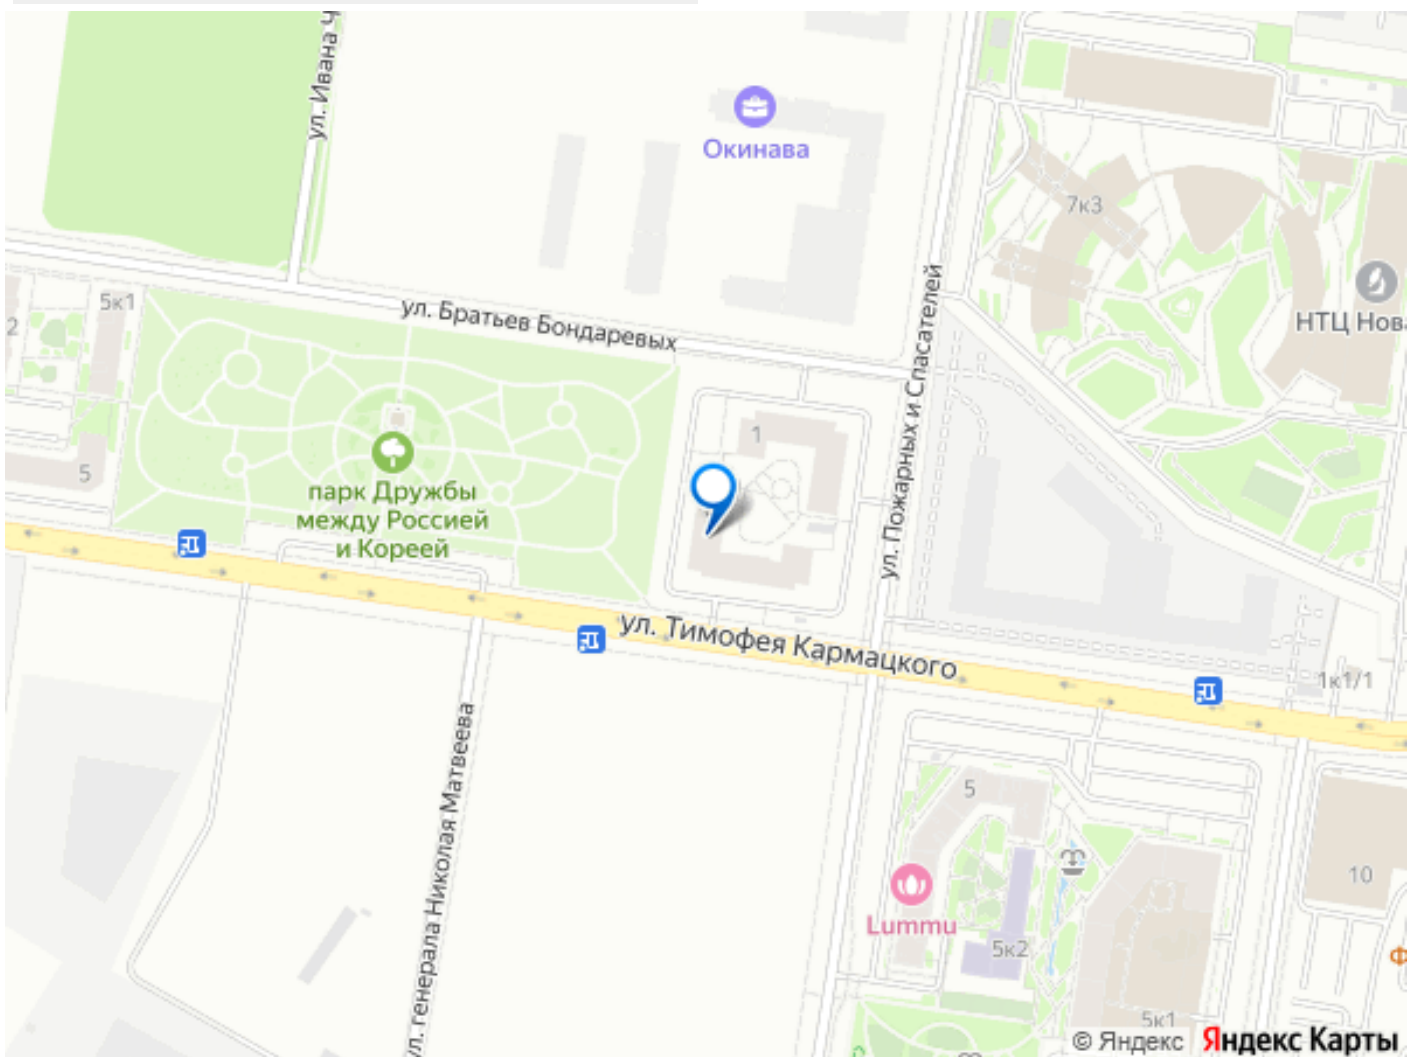 ул. Ивана
Окинава
7к3
НТЦ Нова
ул. Братьев Бондаревых
ул. Пожарных и Спасателей
5к1
2
1
5
парк Дружбы
между Россией
и Кореей
ул. Тимофея Кармацкого
1к1/1
ул. генерала Николая Матвеева
5
Lummu
5к2
10
Ф
5к1
© Яндекс Яндекс Карты